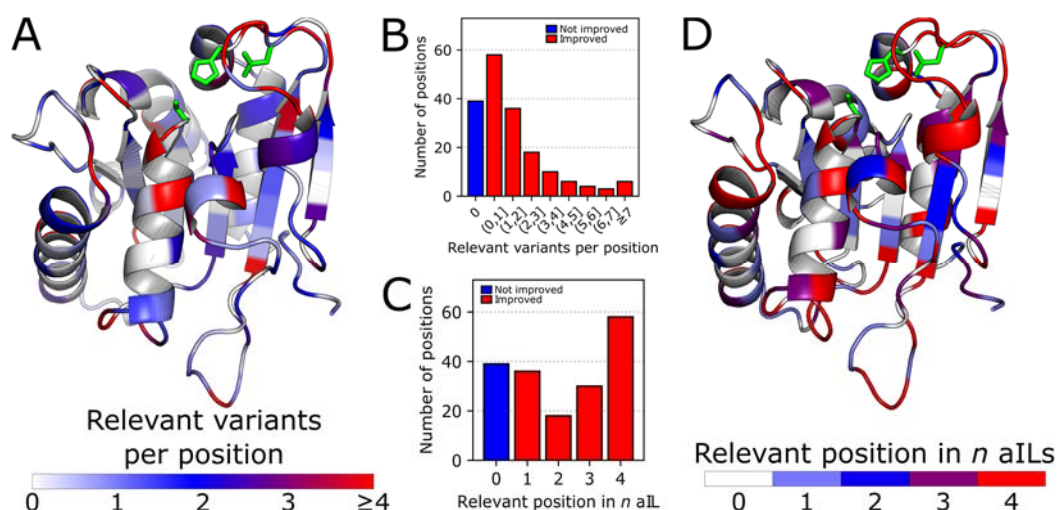 A
Relevant variants
per position
0 1 2 3 ≥4
B
Not improved
Improved
Number of positions
60
40
20
0
0 (0,1] (1,2] (2,3] (3,4] (4,5] (5,6] (6,7] ≥7
Relevant variants per position
C
Not improved
Improved
Number of positions
60
40
20
0
0 1 2 3 4
Relevant position in n aIL
D
Relevant position in n aILs
0 1 2 3 4